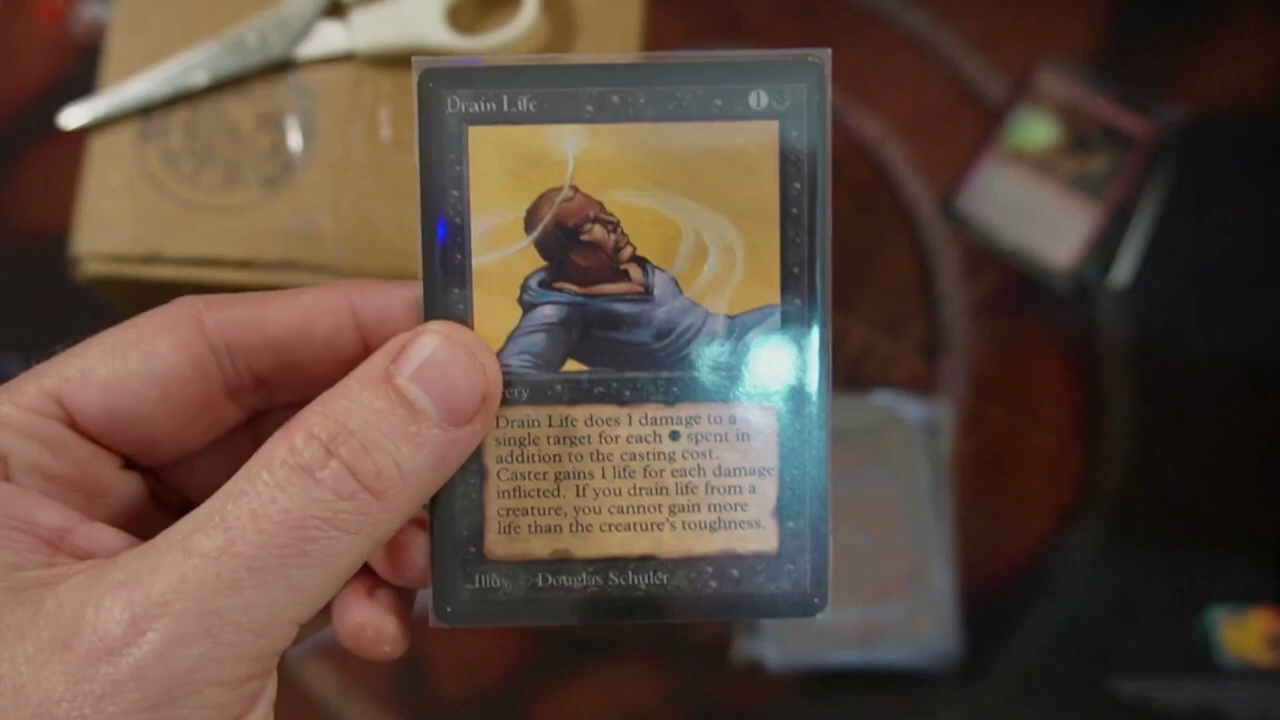 Drain Life 1
Drain Life does 1 damage to a
single target for each spent in
addition to the casting cost.
Caster gains 1 life for each damage
inflicted. If you drain life from a
creature, you cannot gain more
life than the creature's toughness.
Illus. © Douglas Schuler